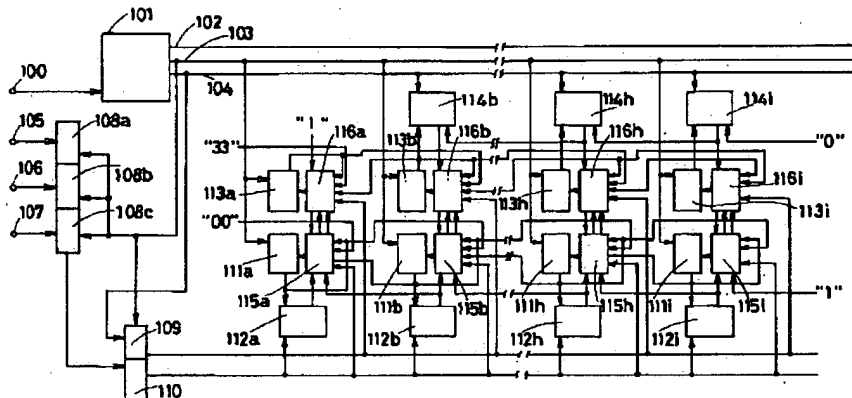 101
102
103
100
104
105
108a
114b
114h
114i
"1"
116a
113b
116b
116h
"0"
"33"
106
108b
116i
113a
113h
113i
107
108c
"00"
111a
115a
111b
115b
111h
115h
111i
115i
"1"
112a
112b
112h
112i
109
110